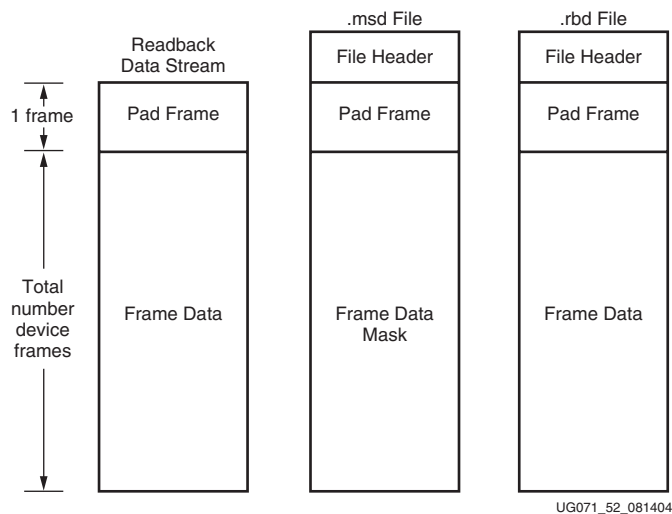 Readback
Data Stream
.msd File
.rbd File
File Header
File Header
1 frame
Pad Frame
Pad Frame
Pad Frame
Total
number
device
frames
Frame Data
Frame Data
Mask
Frame Data
UG071_52_081404